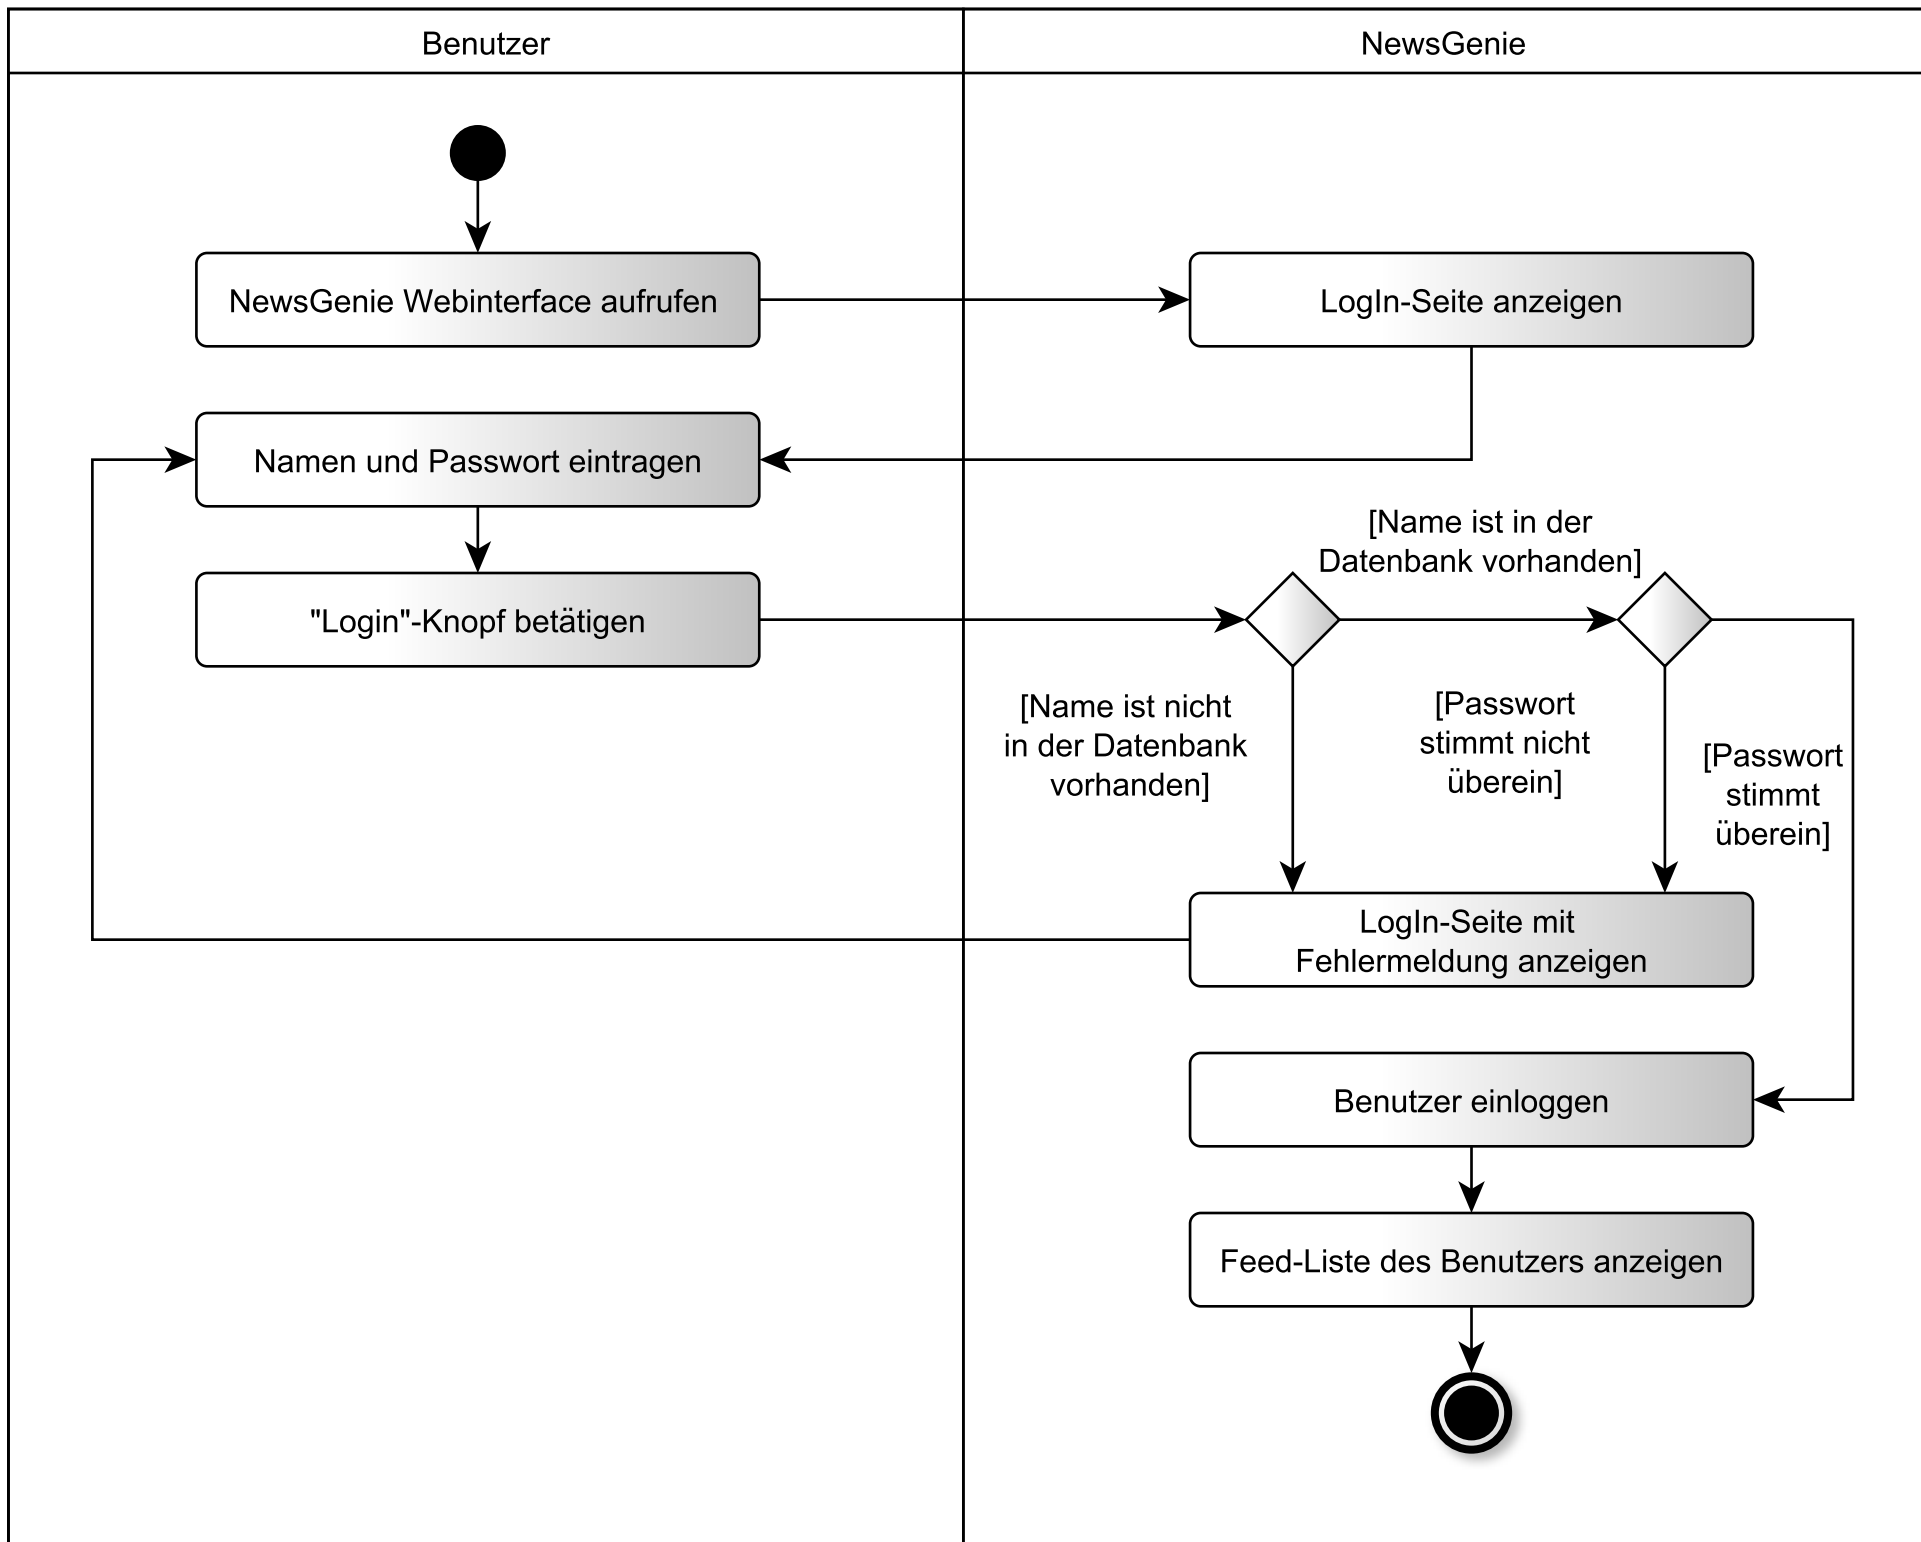 Benutzer
NewsGenie
NewsGenie Webinterface aufrufen
LogIn-Seite anzeigen
Namen und Passwort eintragen
[Name ist in der
Datenbank vorhanden]
"Login"-Knopf betätigen
[Name ist nicht
in der Datenbank
vorhanden]
[Passwort
stimmt nicht
überein]
[Passwort
stimmt
überein]
LogIn-Seite mit
Fehlermeldung anzeigen
Benutzer einloggen
Feed-Liste des Benutzers anzeigen